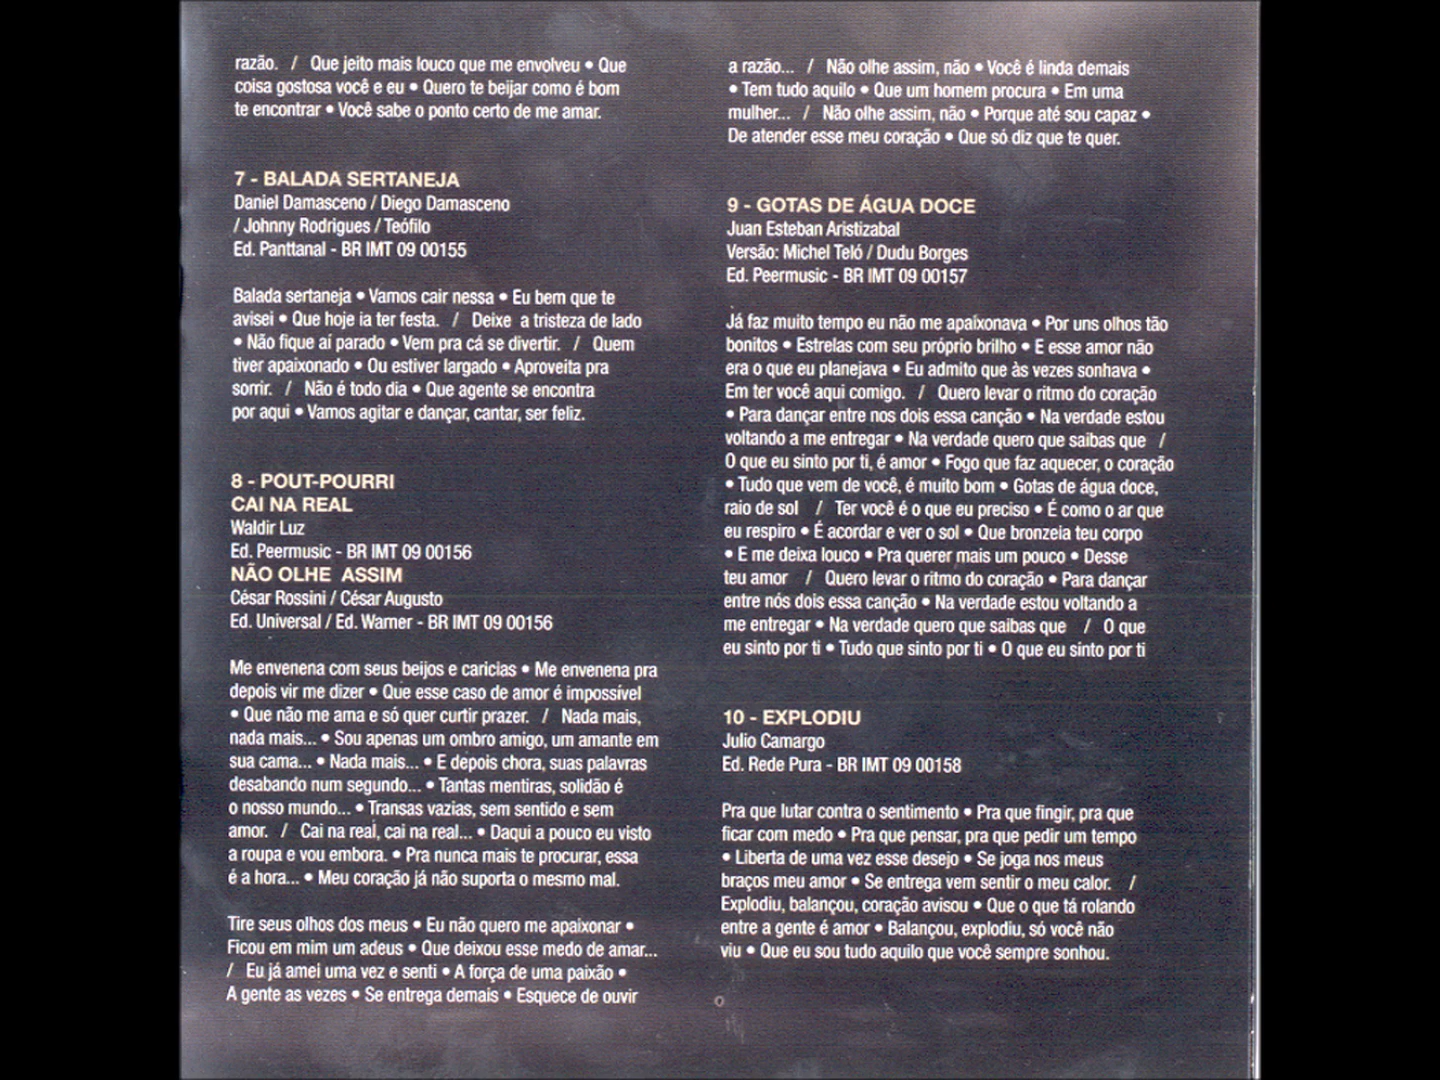 razão.   /   Que jeito mais louco que me envolveu • Que
coisa gostosa você e eu • Quero te beijar como é bom
te encontrar • Você sabe o ponto certo de me amar.
7 - BALADA SERTANEJA
Daniel Damasceno / Diego Damasceno
/ Johnny Rodrigues / Teófilo
Ed. Panttanal - BR IMT 09 00155
Balada sertaneja • Vamos cair nessa • Eu bem que te
avisei • Que hoje ia ter festa.   /   Deixe  a tristeza de lado
• Não fique aí parado • Vem pra cá se divertir.   /   Quem
tiver apaixonado • Ou estiver largado • Aproveita pra
sorrir.   /   Não é todo dia • Que agente se encontra
por aqui • Vamos agitar e dançar, cantar, ser feliz.
8 - POUT-POURRI
CAI NA REAL
Waldir Luz
Ed. Peermusic - BR IMT 09 00156
NÃO OLHE  ASSIM
César Rossini / César Augusto
Ed. Universal / Ed. Warner - BR IMT 09 00156
Me envenena com seus beijos e caricias • Me envenena pra
depois vir me dizer • Que esse caso de amor é impossível
• Que não me ama e só quer curtir prazer.   /   Nada mais,
nada mais... • Sou apenas um ombro amigo, um amante em
sua cama... • Nada mais... • E depois chora, suas palavras
desabando num segundo... • Tantas mentiras, solidão é
o nosso mundo... • Transas vazias, sem sentido e sem
amor.   /   Cai na real, cai na real... • Daqui a pouco eu visto
a roupa e vou embora. • Pra nunca mais te procurar, essa
é a hora... • Meu coração já não suporta o mesmo mal.
Tire seus olhos dos meus • Eu não quero me apaixonar •
Ficou em mim um adeus • Que deixou esse medo de amar...
/   Eu já amei uma vez e senti • A força de uma paixão •
A gente as vezes • Se entrega demais • Esquece de ouvir
a razão...   /   Não olhe assim, não • Você é linda demais
• Tem tudo aquilo • Que um homem procura • Em uma
mulher...   /   Não olhe assim, não • Porque até sou capaz •
De atender esse meu coração • Que só diz que te quer.
9 - GOTAS DE ÁGUA DOCE
Juan Esteban Aristizabal
Versão: Michel Teló / Dudu Borges
Ed. Peermusic - BR IMT 09 00157
Já faz muito tempo eu não me apaixonava • Por uns olhos tão
bonitos • Estrelas com seu próprio brilho • E esse amor não
era o que eu planejava • Eu admito que às vezes sonhava •
Em ter você aqui comigo.   /   Quero levar o ritmo do coração
• Para dançar entre nos dois essa canção • Na verdade estou
voltando a me entregar • Na verdade quero que saibas que   /
O que eu sinto por ti, é amor • Fogo que faz aquecer, o coração
• Tudo que vem de você, é muito bom • Gotas de água doce,
raio de sol   /   Ter você é o que eu preciso • É como o ar que
eu respiro • É acordar e ver o sol • Que bronzeia teu corpo
• E me deixa louco • Pra querer mais um pouco • Desse
teu amor   /   Quero levar o ritmo do coração • Para dançar
entre nós dois essa canção • Na verdade estou voltando a
me entregar • Na verdade quero que saibas que   /   O que
eu sinto por ti • Tudo que sinto por ti • O que eu sinto por ti
10 - EXPLODIU
Julio Camargo
Ed. Rede Pura - BR IMT 09 00158
Pra que lutar contra o sentimento • Pra que fingir, pra que
ficar com medo • Pra que pensar, pra que pedir um tempo
• Liberta de uma vez esse desejo • Se joga nos meus
braços meu amor • Se entrega vem sentir o meu calor.   /
Explodiu, balançou, coração avisou • Que o que tá rolando
entre a gente é amor • Balançou, explodiu, só você não
viu • Que eu sou tudo aquilo que você sempre sonhou.